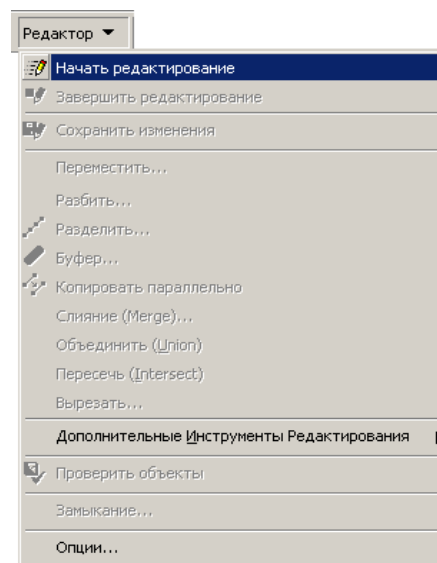 Редактор
Начать редактирование
Завершить редактирование
Сохранить изменения
Переместить...
Разбить...
Разделить...
Буфер...
Копировать параллельно
Слияние (Merge)...
Объединить (Union)
Пересечь (Intersect)
Вырезать...
Дополнительные Инструменты Редактирования
Проверить объекты
Замыкание...
Опции...